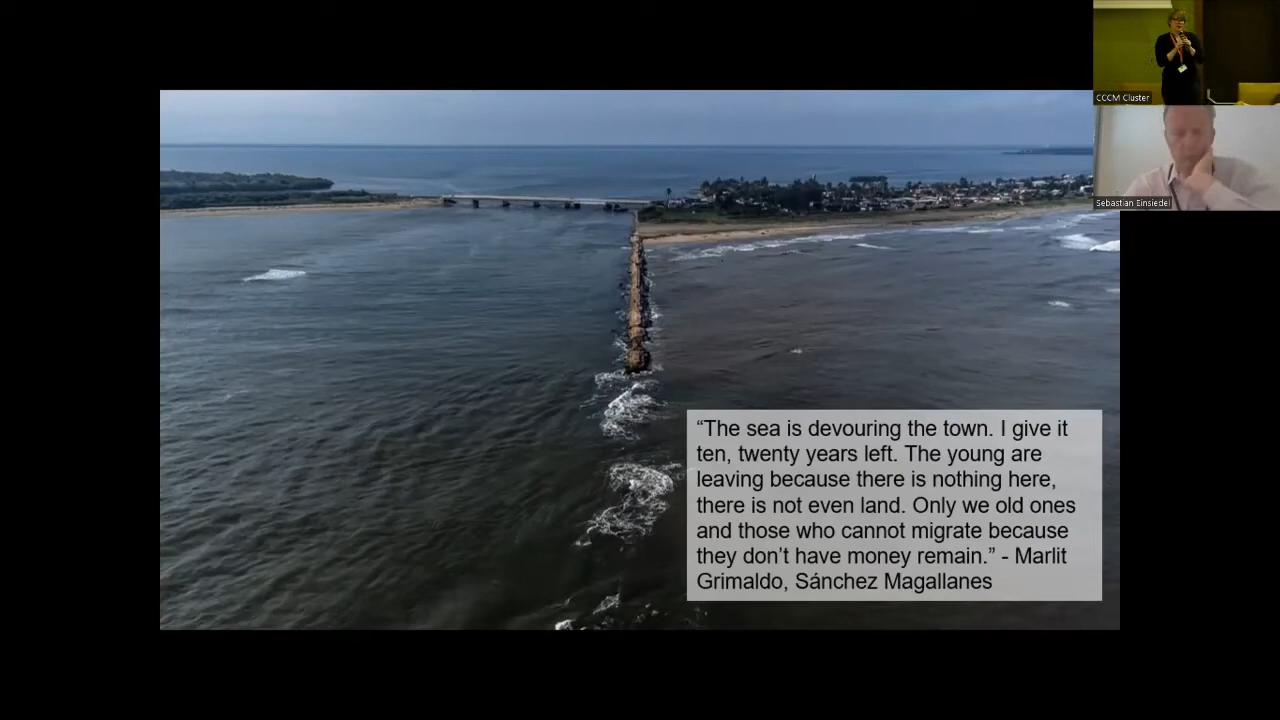 CCCM Cluster
Sebastian Einsiedel
“The sea is devouring the town. I give it
ten, twenty years left. The young are
leaving because there is nothing here,
there is not even land. Only we old ones
and those who cannot migrate because
they don’t have money remain.” - Marlit
Grimaldo, Sánchez Magallanes